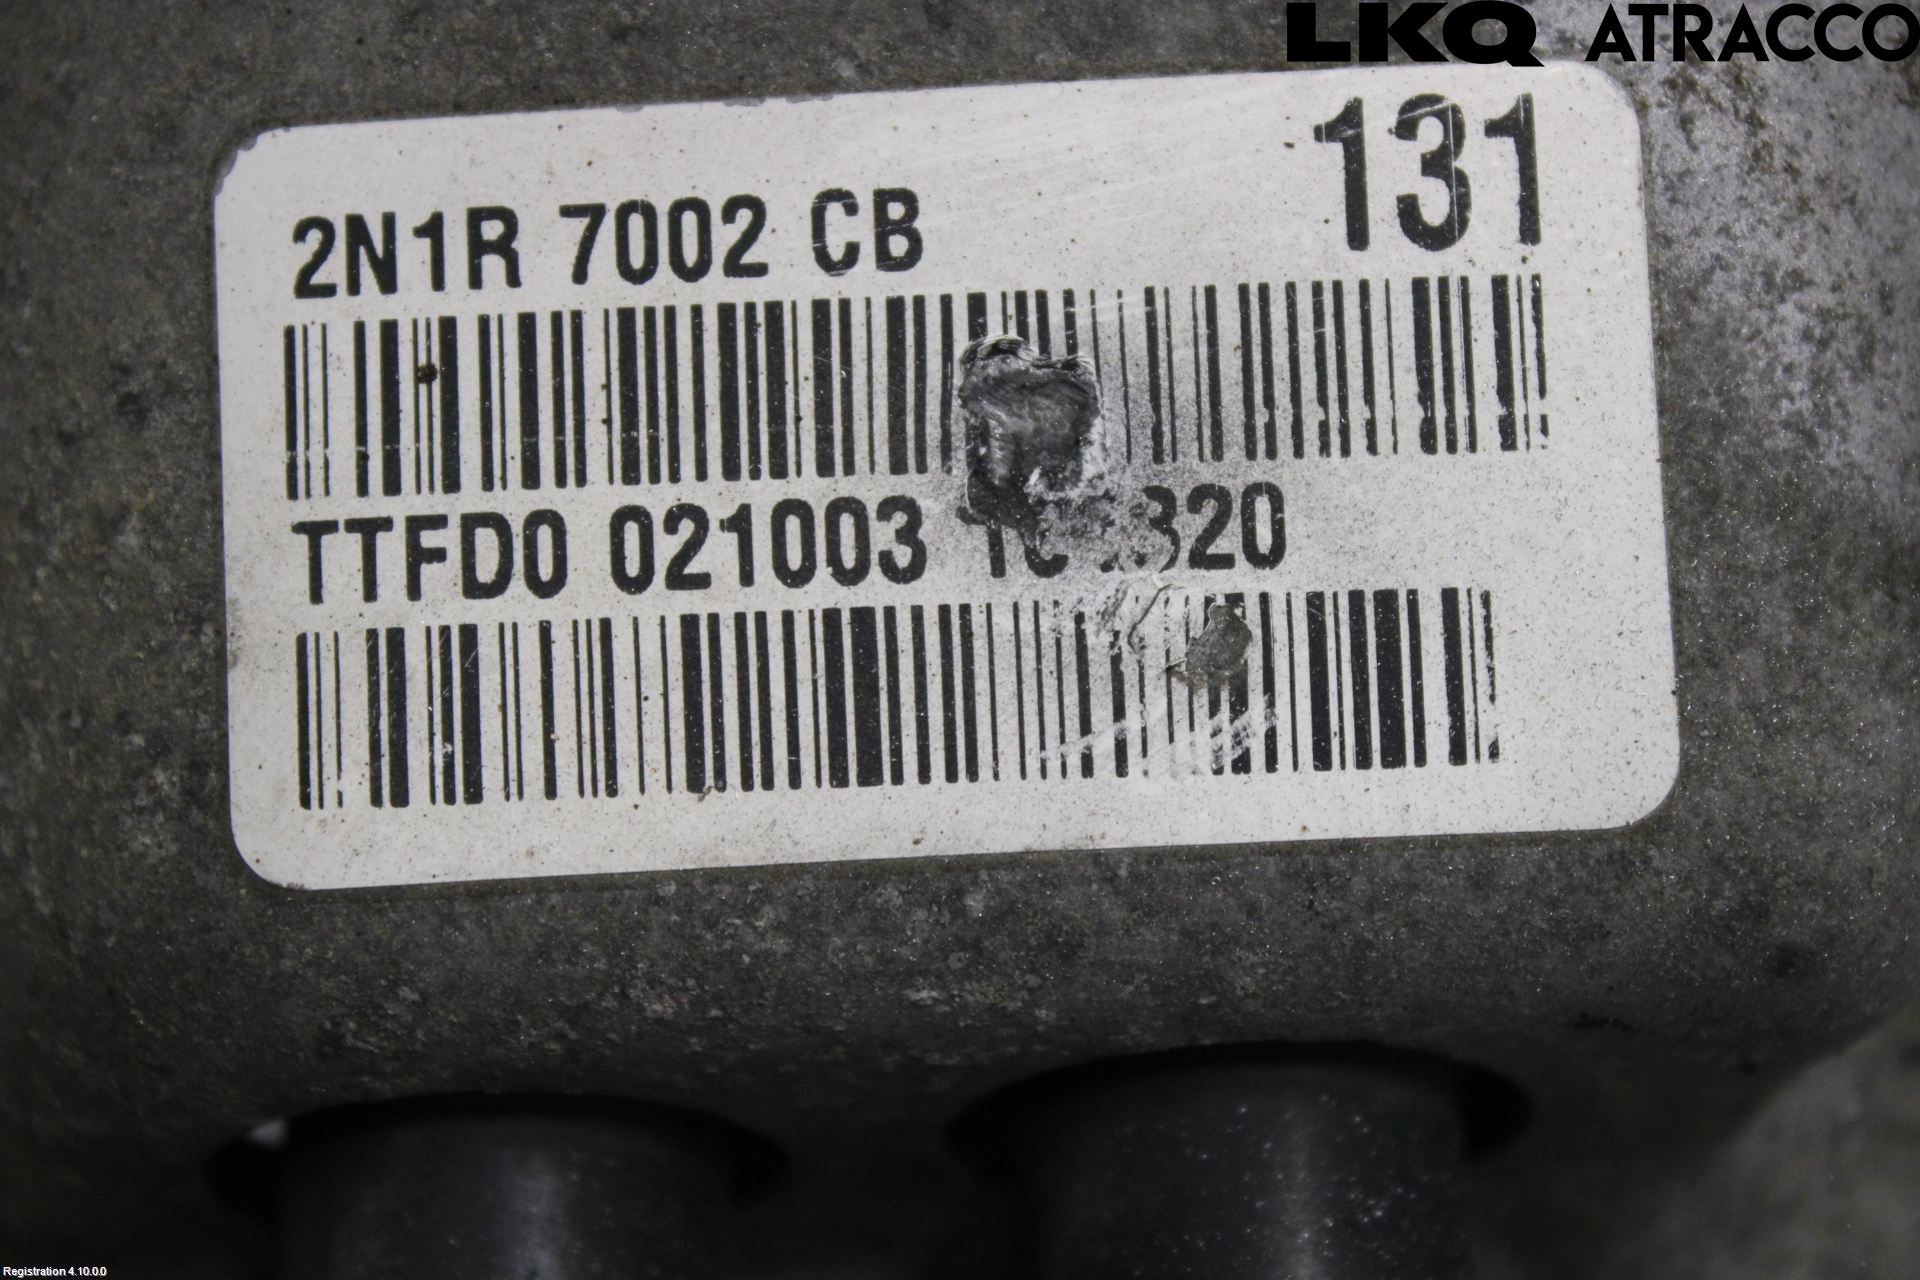 LKQ ATRACCO
131
2N1R 7002 CB
TTFD0 021003
Registration 4.10.0.0